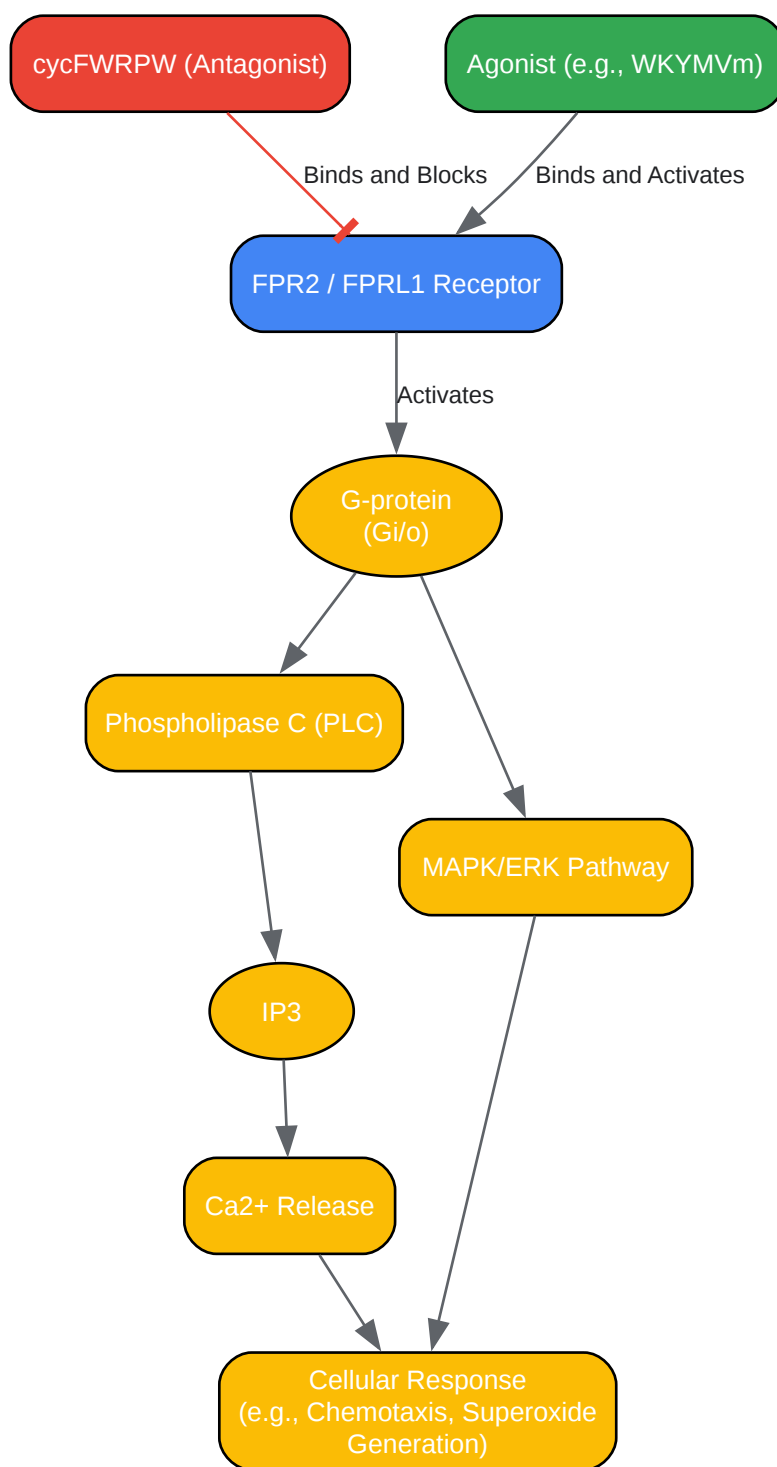 cycFWRPW (Antagonist)
Agonist (e.g., WKYMVm)
Binds and Blocks
Binds and Activates
FPR2 / FPRL1 Receptor
Activates
G-protein
(Gi/o)
Phospholipase C (PLC)
MAPK/ERK Pathway
IP3
Ca2+ Release
Cellular Response
(e.g., Chemotaxis, Superoxide
Generation)